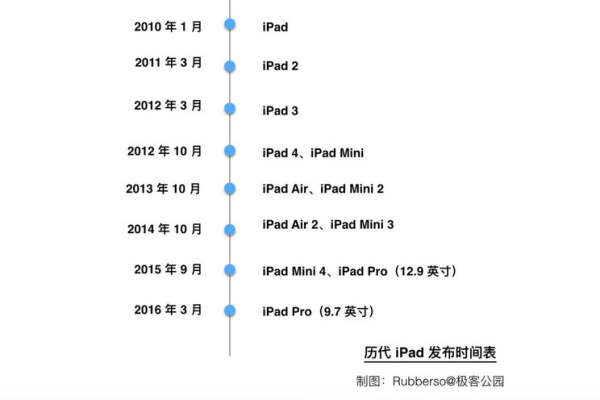 2010 年 1 月 iPad
2011 年 3 月 iPad 2
2012 年 3 月 iPad 3
2012 年 10 月 iPad 4、iPad Mini
2013 年 10 月 iPad Air、iPad Mini 2
2014 年 10 月 iPad Air 2、iPad Mini 3
2015 年 9 月 iPad Mini 4、iPad Pro（12.9 英寸）
2016 年 3 月 iPad Pro（9.7 英寸）
历代 iPad 发布时间表
制图：Rubberso@极客公园